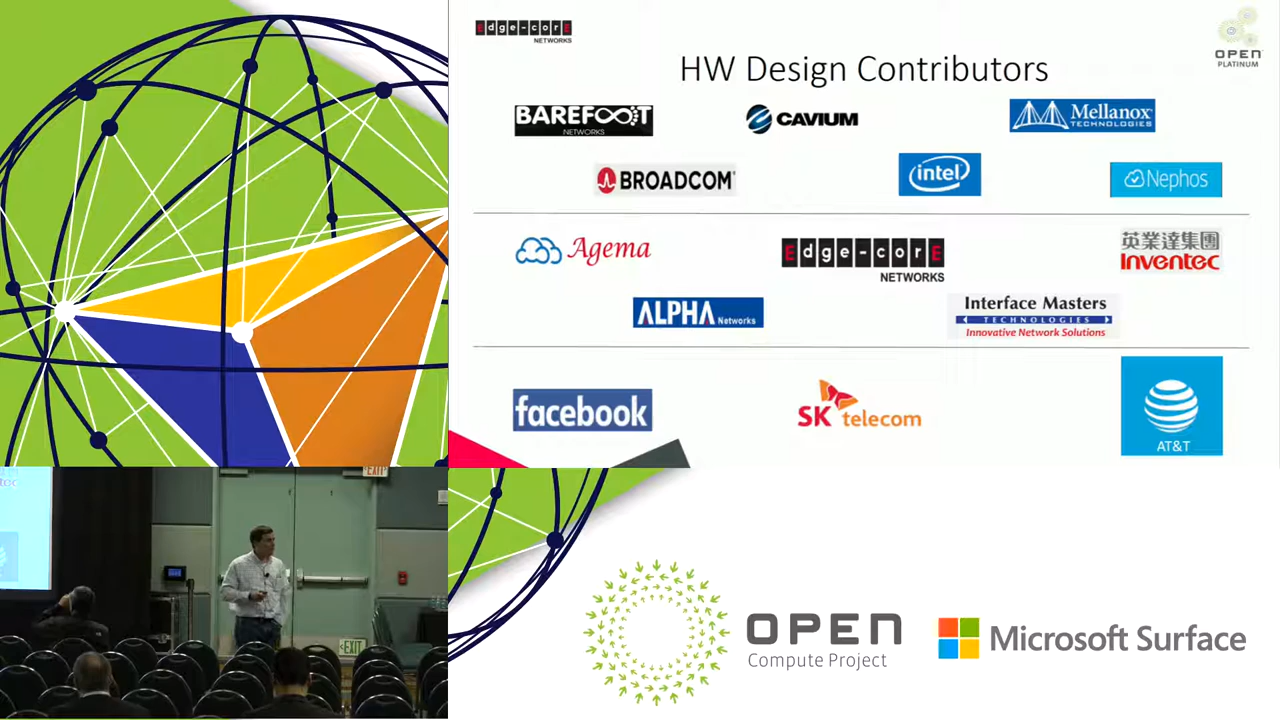 Edge-corE
NETWORKS
OPEN
PLATINUM
HW Design Contributors
BAREFOOT
NETWORKS
CAVIUM
Mellanox
TECHNOLOGIES
BROADCOM
intel
Nephos
Agema
Edge-corE
NETWORKS
英業達集團
Inventec
ALPHA Networks
Interface Masters
TECHNOLOGIES
Innovative Network Solutions
facebook
SK telecom
AT&T
EXIT
EXIT
OPEN
Compute Project
Microsoft Surface